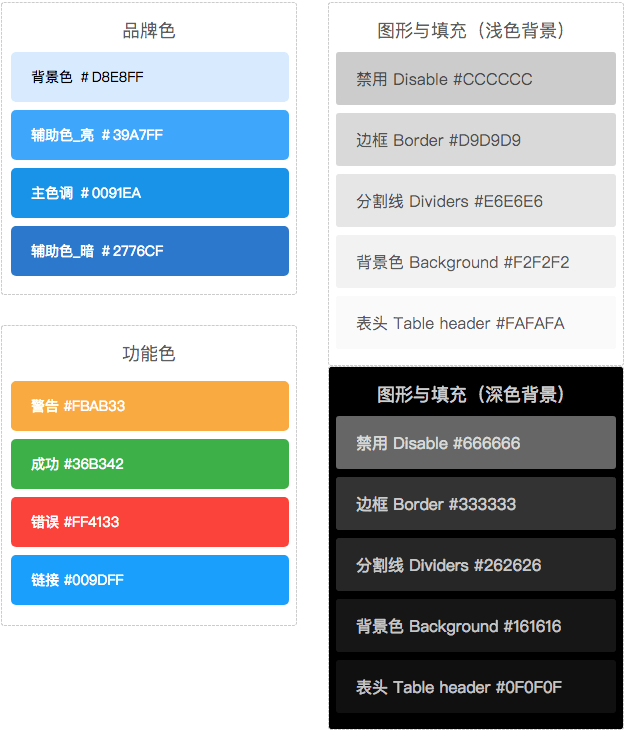 品牌色
背景色 ＃D8E8FF
辅助色_亮 ＃39A7FF
主色调 ＃0091EA
辅助色_暗 ＃2776CF
功能色
警告 #FBAB33
成功 #36B342
错误 #FF4133
链接 #009DFF
图形与填充（浅色背景）
禁用 Disable #CCCCCC
边框 Border #D9D9D9
分割线 Dividers #E6E6E6
背景色 Background #F2F2F2
表头 Table header #FAFAFA
图形与填充（深色背景）
禁用 Disable #666666
边框 Border #333333
分割线 Dividers #262626
背景色 Background #161616
表头 Table header #0F0F0F